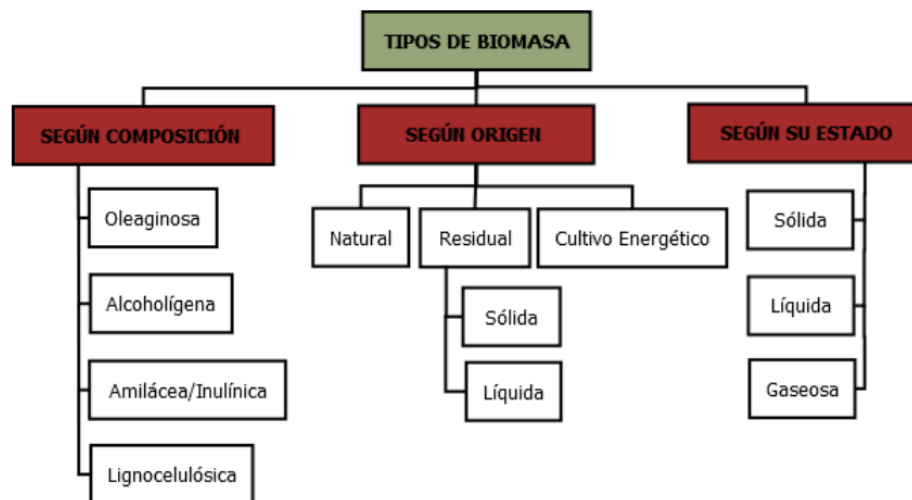 TIPOS DE BIOMASA
SEGÚN COMPOSICIÓN
Oleaginosa
Alcoholígena
Amilácea/Inulínica
Lignocelulósica
SEGÚN ORIGEN
Natural
Residual
Sólida
Líquida
Cultivo Energético
SEGÚN SU ESTADO
Sólida
Líquida
Gaseosa